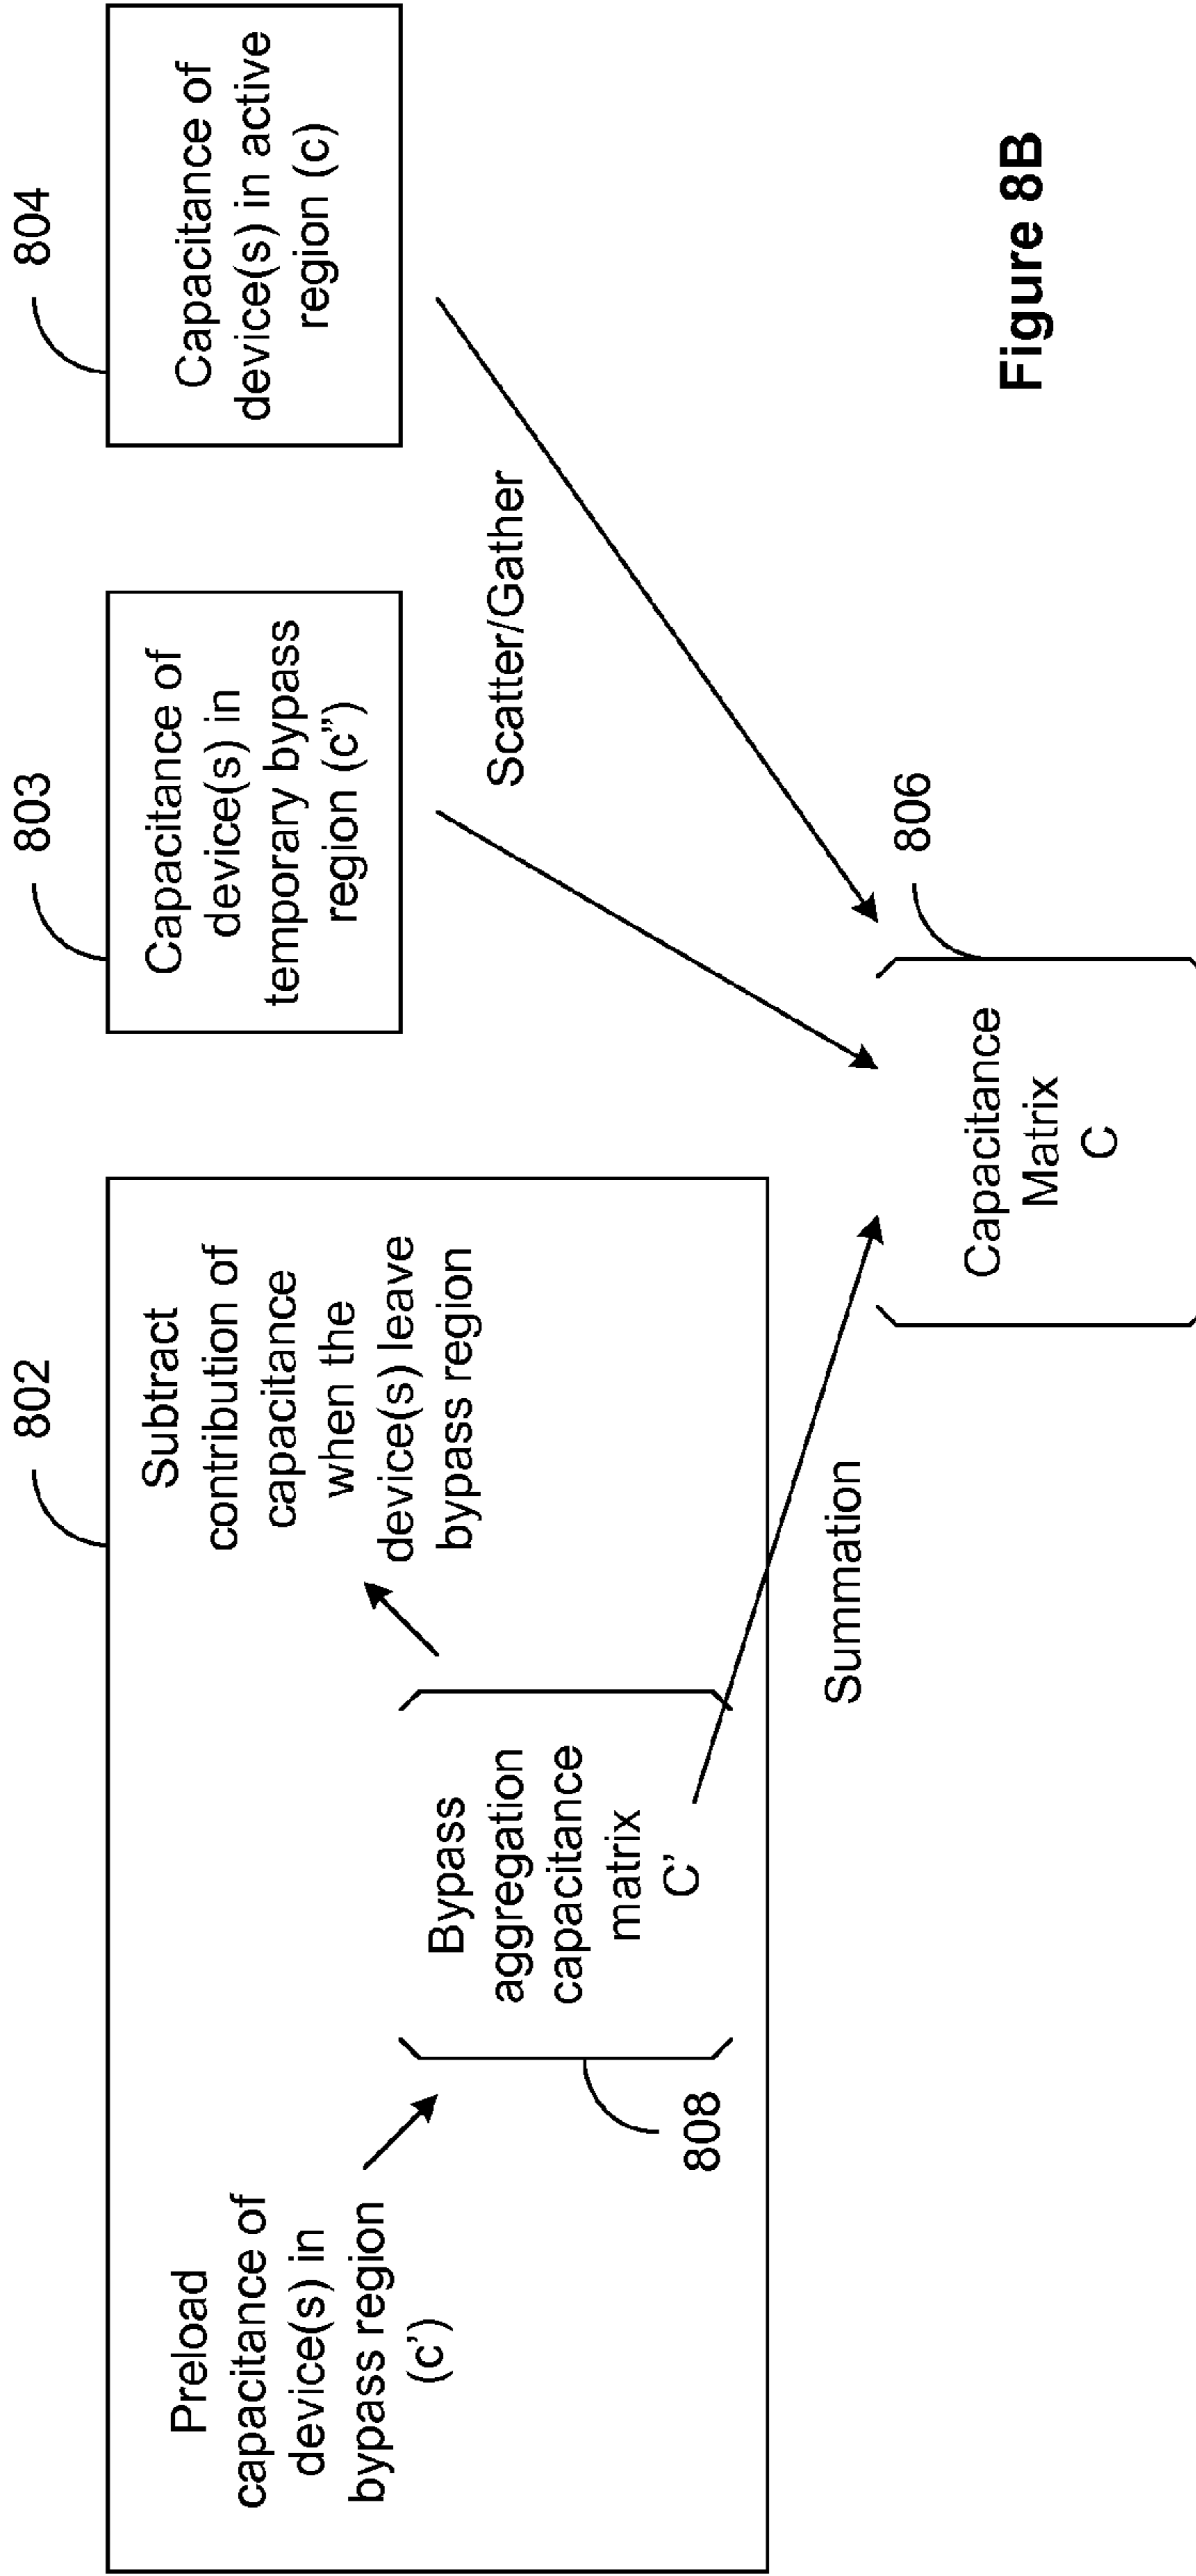 802
803
804
Preload
capacitance of
device(s) in
bypass region
(c')
Subtract
contribution of
capacitance
when the
device(s) leave
bypass region
Bypass
aggregation
capacitance
matrix
C'
808
Capacitance of
device(s) in
temporary bypass
region (c")
Capacitance of
device(s) in active
region (c)
Scatter/Gather
Summation
806
Capacitance
Matrix
C
Figure 8B